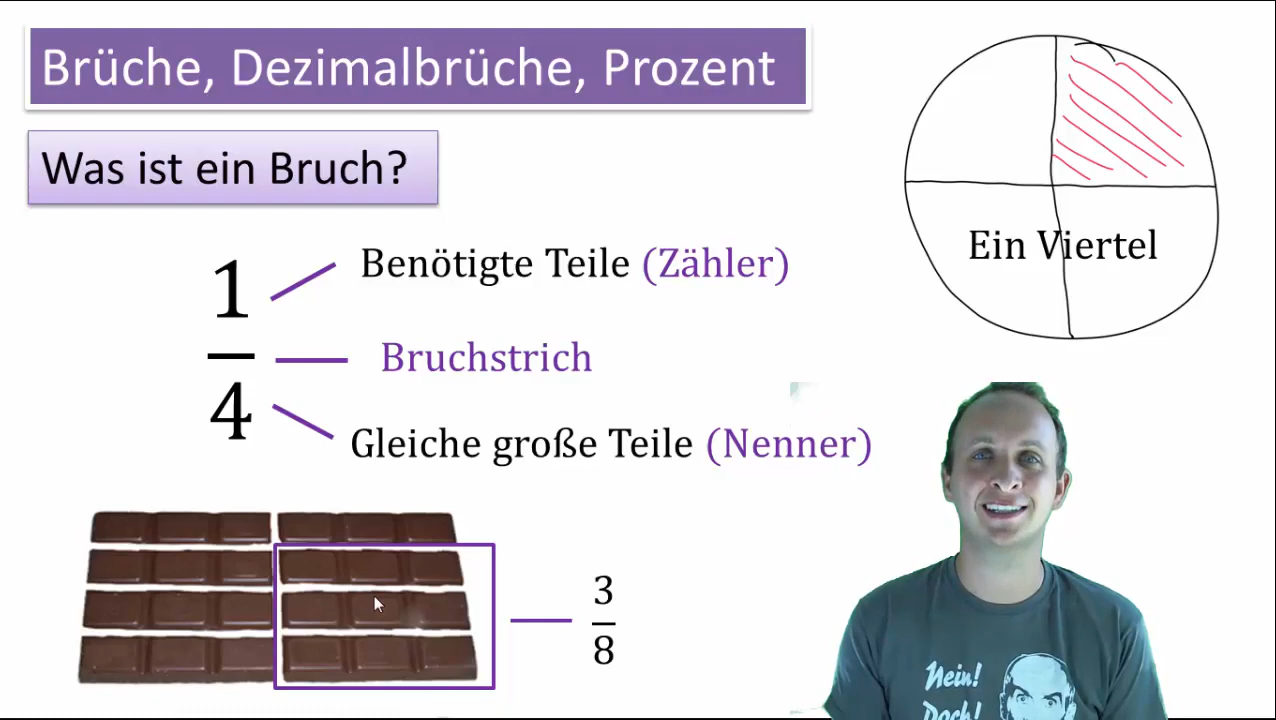 Brüche, Dezimalbrüche, Prozent
Was ist ein Bruch?
1
Benötigte Teile (Zähler)
Bruchstrich
4
Gleiche große Teile (Nenner)
Ein Viertel
3
8
Nein!
Doch!